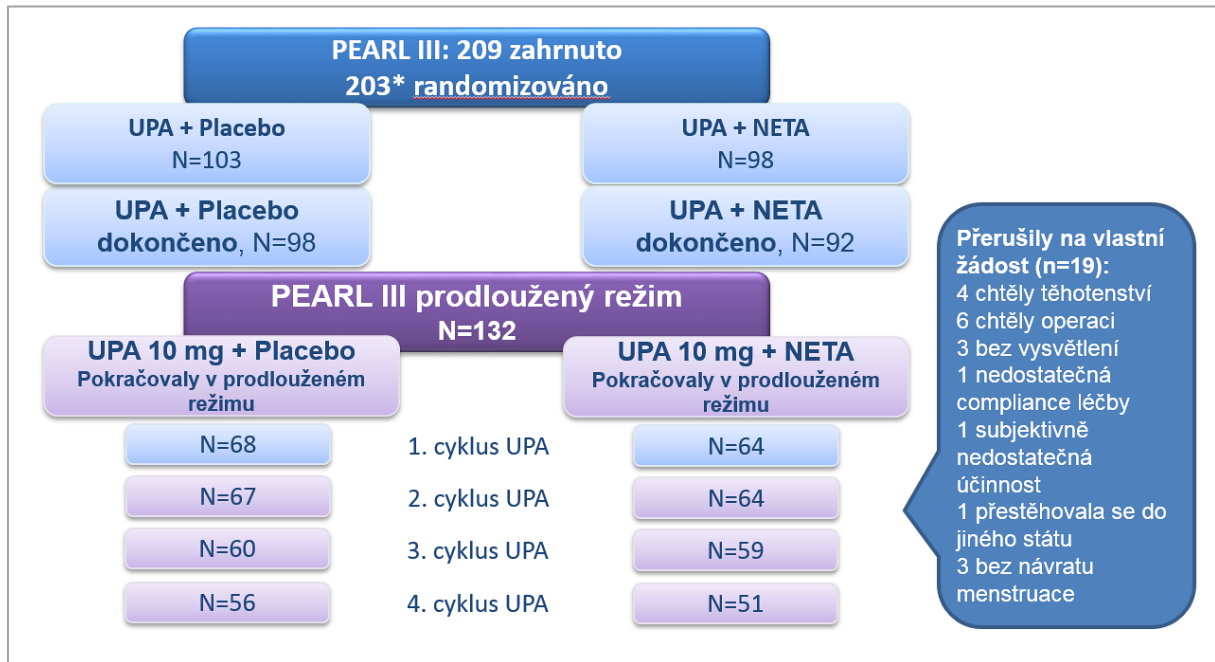 PEARL III: 209 zahrnuto
203* randomizováno
UPA + Placebo
N=103
UPA + NETA
N=98
UPA + Placebo
dokončeno, N=98
UPA + NETA
dokončeno, N=92
PEARL III prodloužený režim
N=132
UPA 10 mg + Placebo
Pokračovaly v prodlouženém
režimu
UPA 10 mg + NETA
Pokračovaly v prodlouženém
režimu
N=68
1. cyklus UPA
N=64
N=67
2. cyklus UPA
N=64
N=60
3. cyklus UPA
N=59
N=56
4. cyklus UPA
N=51
Přerušily na vlastní
žádost (n=19):
4 chtěly těhotenství
6 chtěly operaci
3 bez vysvětlení
1 nedostatečná
compliance léčby
1 subjektivně
nedostatečná
účinnost
1 přestěhovala se do
jiného státu
3 bez návratu
menstruace